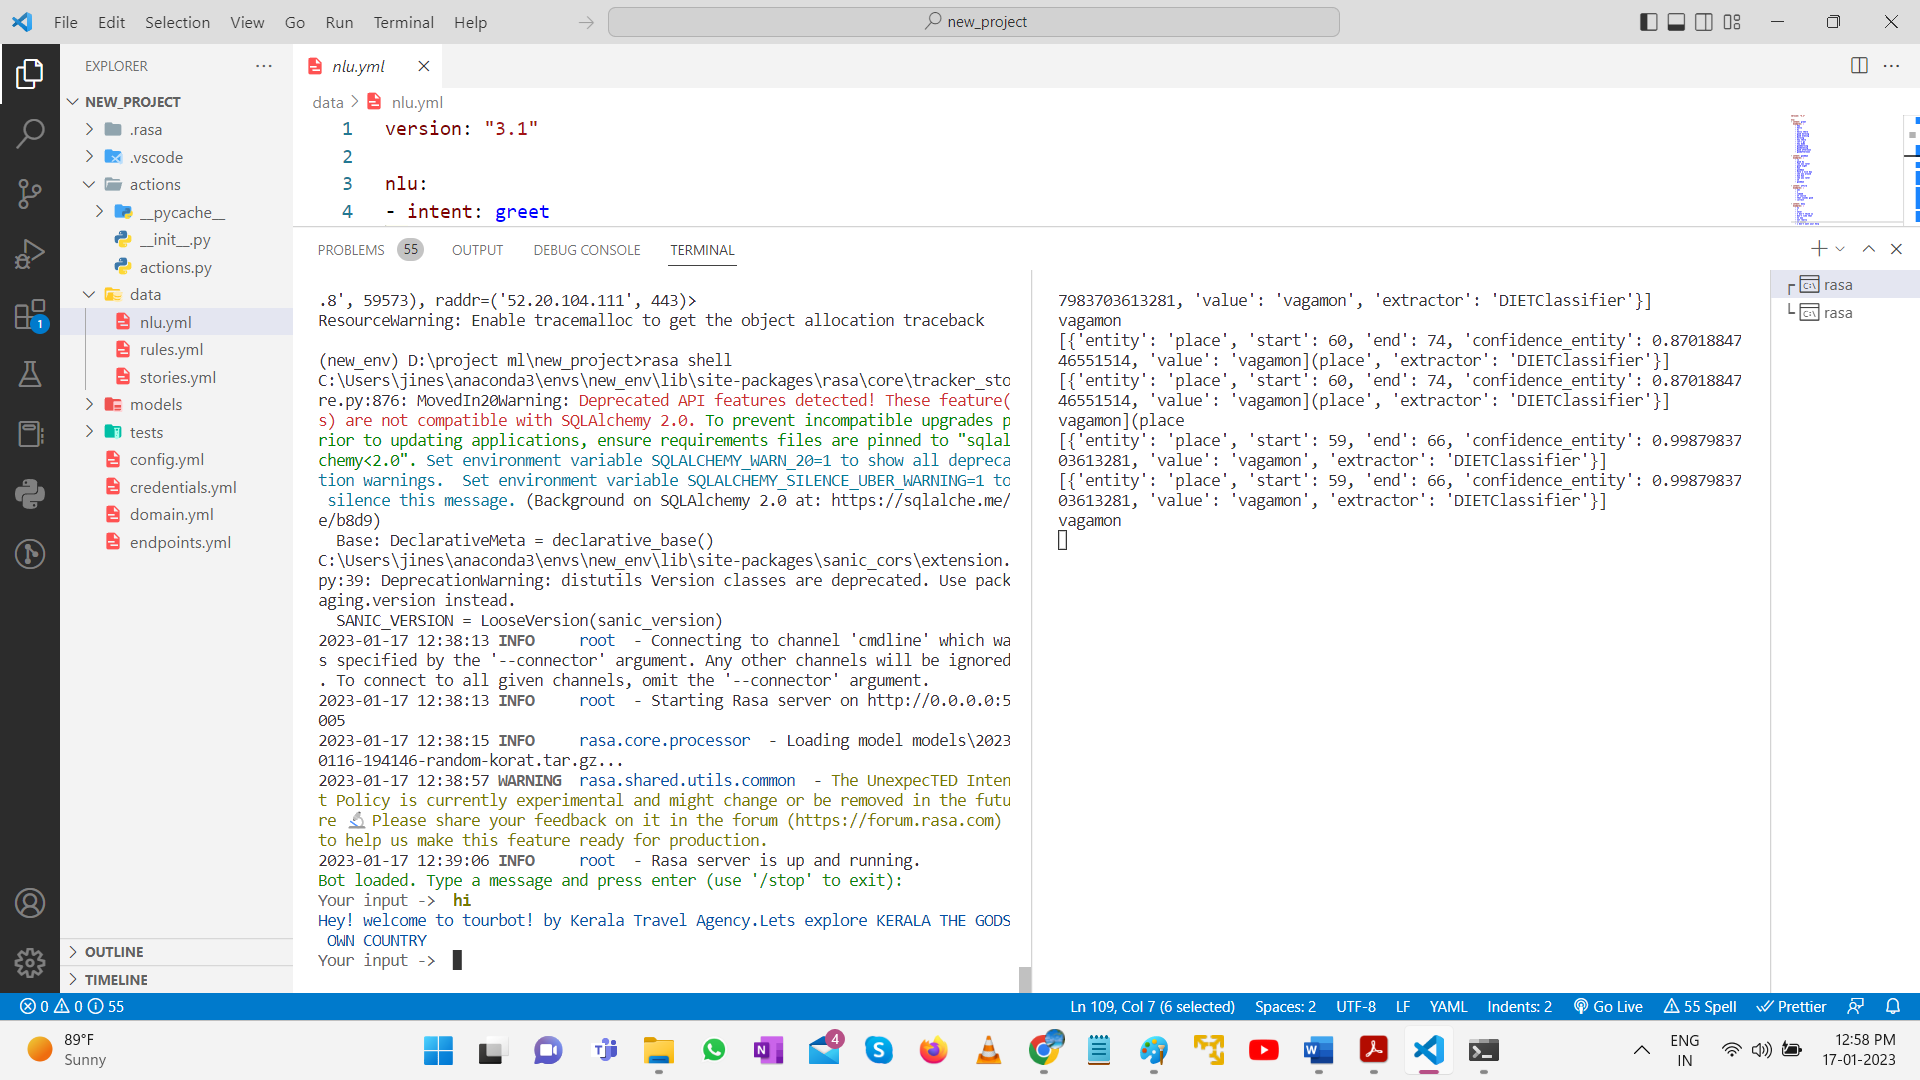 File Edit Selection View Go Run Terminal Help
new_project
EXPLORER
NEW_PROJECT
.rasa
.vscode
actions
__pycache__
__init__.py
actions.py
data
nlu.yml
rules.yml
stories.yml
models
tests
config.yml
credentials.yml
domain.yml
endpoints.yml
OUTLINE
TIMELINE
1
nlu.yml
data > nlu.yml
1 version: "3.1"
2
3 nlu:
4 - intent: greet
PROBLEMS 55 OUTPUT DEBUG CONSOLE TERMINAL
.8', 59573), raddr=('52.20.104.111', 443)>
ResourceWarning: Enable tracemalloc to get the object allocation traceback
(new_env) D:\project ml\new_project>rasa shell
C:\Users\jines\anaconda3\envs\new_env\lib\site-packages\rasa\core\tracker_sto
re.py:876: MovedIn20Warning: Deprecated API features detected! These feature(
s) are not compatible with SQLAlchemy 2.0. To prevent incompatible upgrades p
rior to updating applications, ensure requirements files are pinned to "sqlal
chemy<2.0". Set environment variable SQLALCHEMY_WARN_20=1 to show all depreca
tion warnings.  Set environment variable SQLALCHEMY_SILENCE_UBER_WARNING=1 to
silence this message. (Background on SQLAlchemy 2.0 at: https://sqlalche.me/
e/b8d9)
Base: DeclarativeMeta = declarative_base()
C:\Users\jines\anaconda3\envs\new_env\lib\site-packages\sanic_cors\extension.
py:39: DeprecationWarning: distutils Version classes are deprecated. Use pack
aging.version instead.
SANIC_VERSION = LooseVersion(sanic_version)
2023-01-17 12:38:13 INFO     root  - Connecting to channel 'cmdline' which wa
s specified by the '--connector' argument. Any other channels will be ignored
. To connect to all given channels, omit the '--connector' argument.
2023-01-17 12:38:13 INFO     root  - Starting Rasa server on http://0.0.0.0:5
005
2023-01-17 12:38:15 INFO     rasa.core.processor  - Loading model models\2023
0116-194146-random-korat.tar.gz...
2023-01-17 12:38:57 WARNING  rasa.shared.utils.common  - The UnexpecTED Inten
t Policy is currently experimental and might change or be removed in the futu
re 🔬 Please share your feedback on it in the forum (https://forum.rasa.com)
to help us make this feature ready for production.
2023-01-17 12:39:06 INFO     root  - Rasa server is up and running.
Bot loaded. Type a message and press enter (use '/stop' to exit):
Your input ->  hi
Hey! welcome to tourbot! by Kerala Travel Agency.Lets explore KERALA THE GODS
OWN COUNTRY
Your input ->
7983703613281, 'value': 'vagamon', 'extractor': 'DIETClassifier'}]
vagamon
[{'entity': 'place', 'start': 60, 'end': 74, 'confidence_entity': 0.87018847
46551514, 'value': 'vagamon](place', 'extractor': 'DIETClassifier'}]
[{'entity': 'place', 'start': 60, 'end': 74, 'confidence_entity': 0.87018847
46551514, 'value': 'vagamon](place', 'extractor': 'DIETClassifier'}]
vagamon](place
[{'entity': 'place', 'start': 59, 'end': 66, 'confidence_entity': 0.99879837
03613281, 'value': 'vagamon', 'extractor': 'DIETClassifier'}]
[{'entity': 'place', 'start': 59, 'end': 66, 'confidence_entity': 0.99879837
03613281, 'value': 'vagamon', 'extractor': 'DIETClassifier'}]
vagamon
rasa
rasa
0 0 55 Ln 109, Col 7 (6 selected) Spaces: 2 UTF-8 LF YAML Indents: 2 Go Live 55 Spell Prettier
89°F
Sunny
4
ENG
IN
12:58 PM
17-01-2023